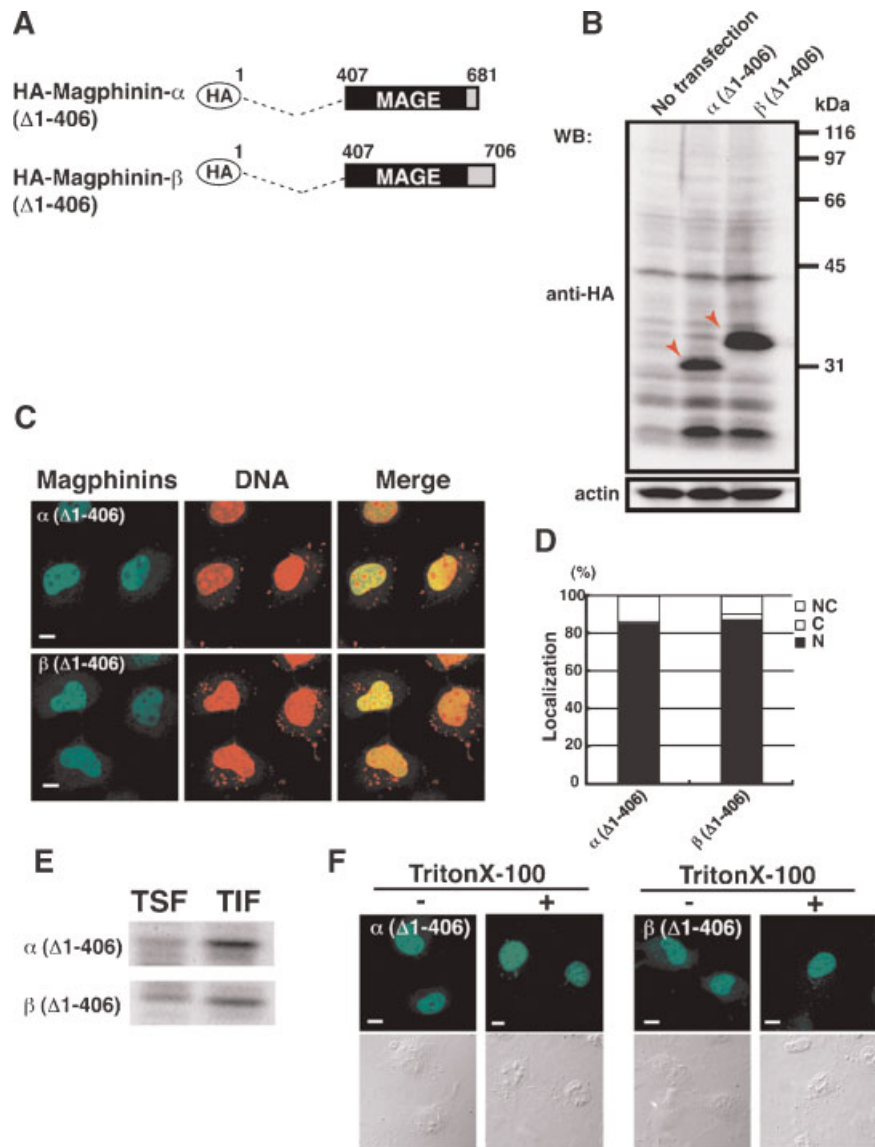 A
HA-Magphinin-α
(Δ1-406)
HA
1
407
681
MAGE
HA-Magphinin-β
(Δ1-406)
HA
1
407
706
MAGE
B
No transfection
α (Δ1-406)
β (Δ1-406)
kDa
WB:
116
97
66
45
anti-HA
31
actin
C
Magphinins DNA Merge
α (Δ1-406)
β (Δ1-406)
D
(%)
100
80
60
40
20
0
Localization
NC
C
N
α (Δ1-406)
β (Δ1-406)
E
TSF TIF
α (Δ1-406)
β (Δ1-406)
F
TritonX-100
- +
α (Δ1-406)
TritonX-100
- +
β (Δ1-406)